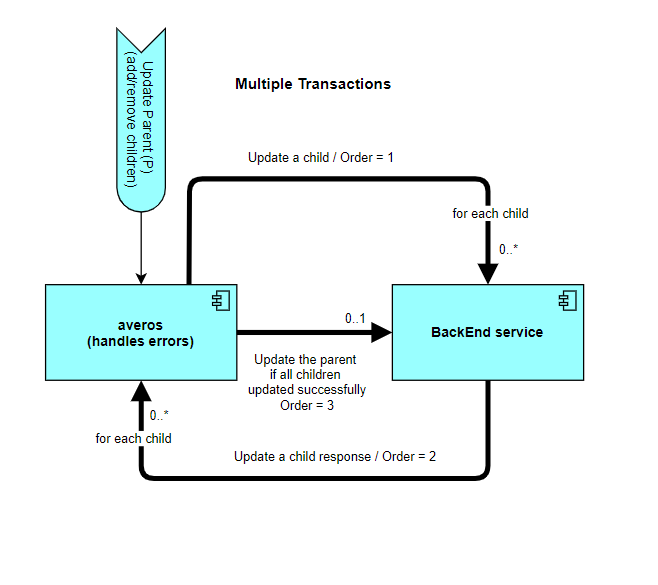 Multiple Transactions
Update Parent (P)
(add/remove children)
Update a child / Order = 1
for each child
0..*
averos
(handles errors)
0..1
BackEnd service
Update the parent
if all children
updated successfully
Order = 3
0..*
for each child
Update a child response / Order = 2